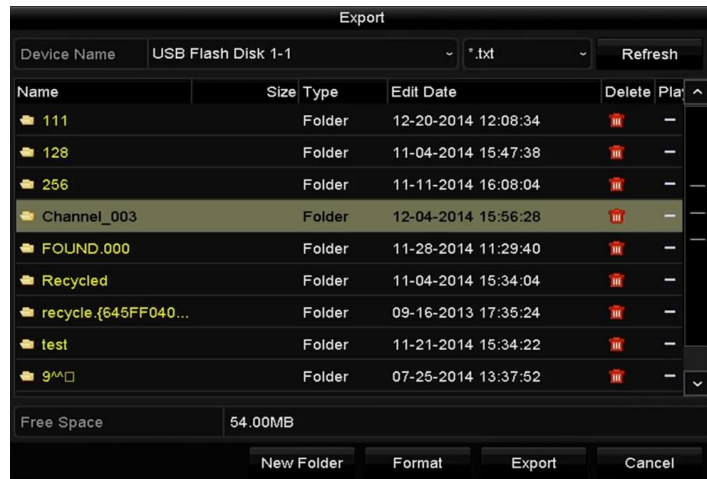 Export
Device Name USB Flash Disk 1-1 *.txt Refresh
Name Size Type Edit Date Delete Play
111 Folder 12-20-2014 12:08:34
128 Folder 11-04-2014 15:47:38
256 Folder 11-11-2014 16:08:04
Channel_003 Folder 12-04-2014 15:56:28
FOUND.000 Folder 11-28-2014 11:29:40
Recycled Folder 11-04-2014 15:34:04
recycle.{645FF040... Folder 09-16-2013 17:35:24
test Folder 11-21-2014 15:34:22
9^^□ Folder 07-25-2014 13:37:52
Free Space 54.00MB
New Folder Format Export Cancel